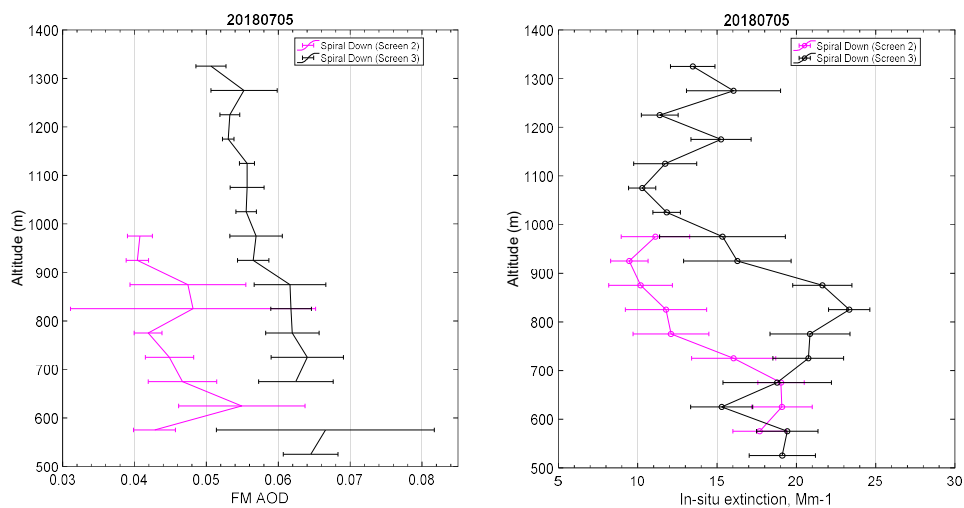 20180705
Spiral Down (Screen 2)
Spiral Down (Screen 3)
1400
1300
1200
1100
1000
900
800
700
600
500
Altitude (m)
0.03 0.04 0.05 0.06 0.07 0.08
FM AOD
20180705
Spiral Down (Screen 2)
Spiral Down (Screen 3)
1400
1300
1200
1100
1000
900
800
700
600
500
Altitude (m)
5 10 15 20 25 30
In-situ extinction, Mm-1